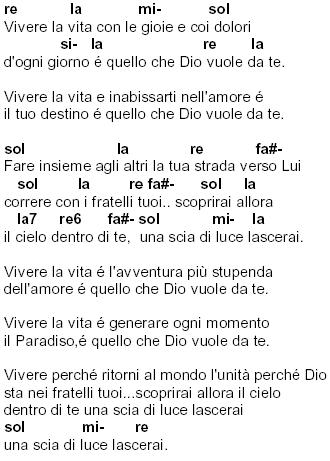 re la mi- sol
Vivere la vita con le gioie e coi dolori
si- la re la
d'ogni giorno é quello che Dio vuole da te.
Vivere la vita e inabissarti nell'amore é
il tuo destino é quello che Dio vuole da te.
sol la re fa#-
Fare insieme agli altri la tua strada verso Lui
sol la re fa#- sol la
correre con i fratelli tuoi.. scoprirai allora
la7 re6 fa#- sol mi- la
il cielo dentro di te, una scia di luce lascerai.
Vivere la vita é l'avventura più stupenda
dell'amore é quello che Dio vuole da te.
Vivere la vita é generare ogni momento
il Paradiso,é quello che Dio vuole da te.
Vivere perché ritorni al mondo l'unità perché Dio
sta nei fratelli tuoi...scoprirai allora il cielo
dentro di te una scia di luce lascerai
sol mi- re
una scia di luce lascerai.